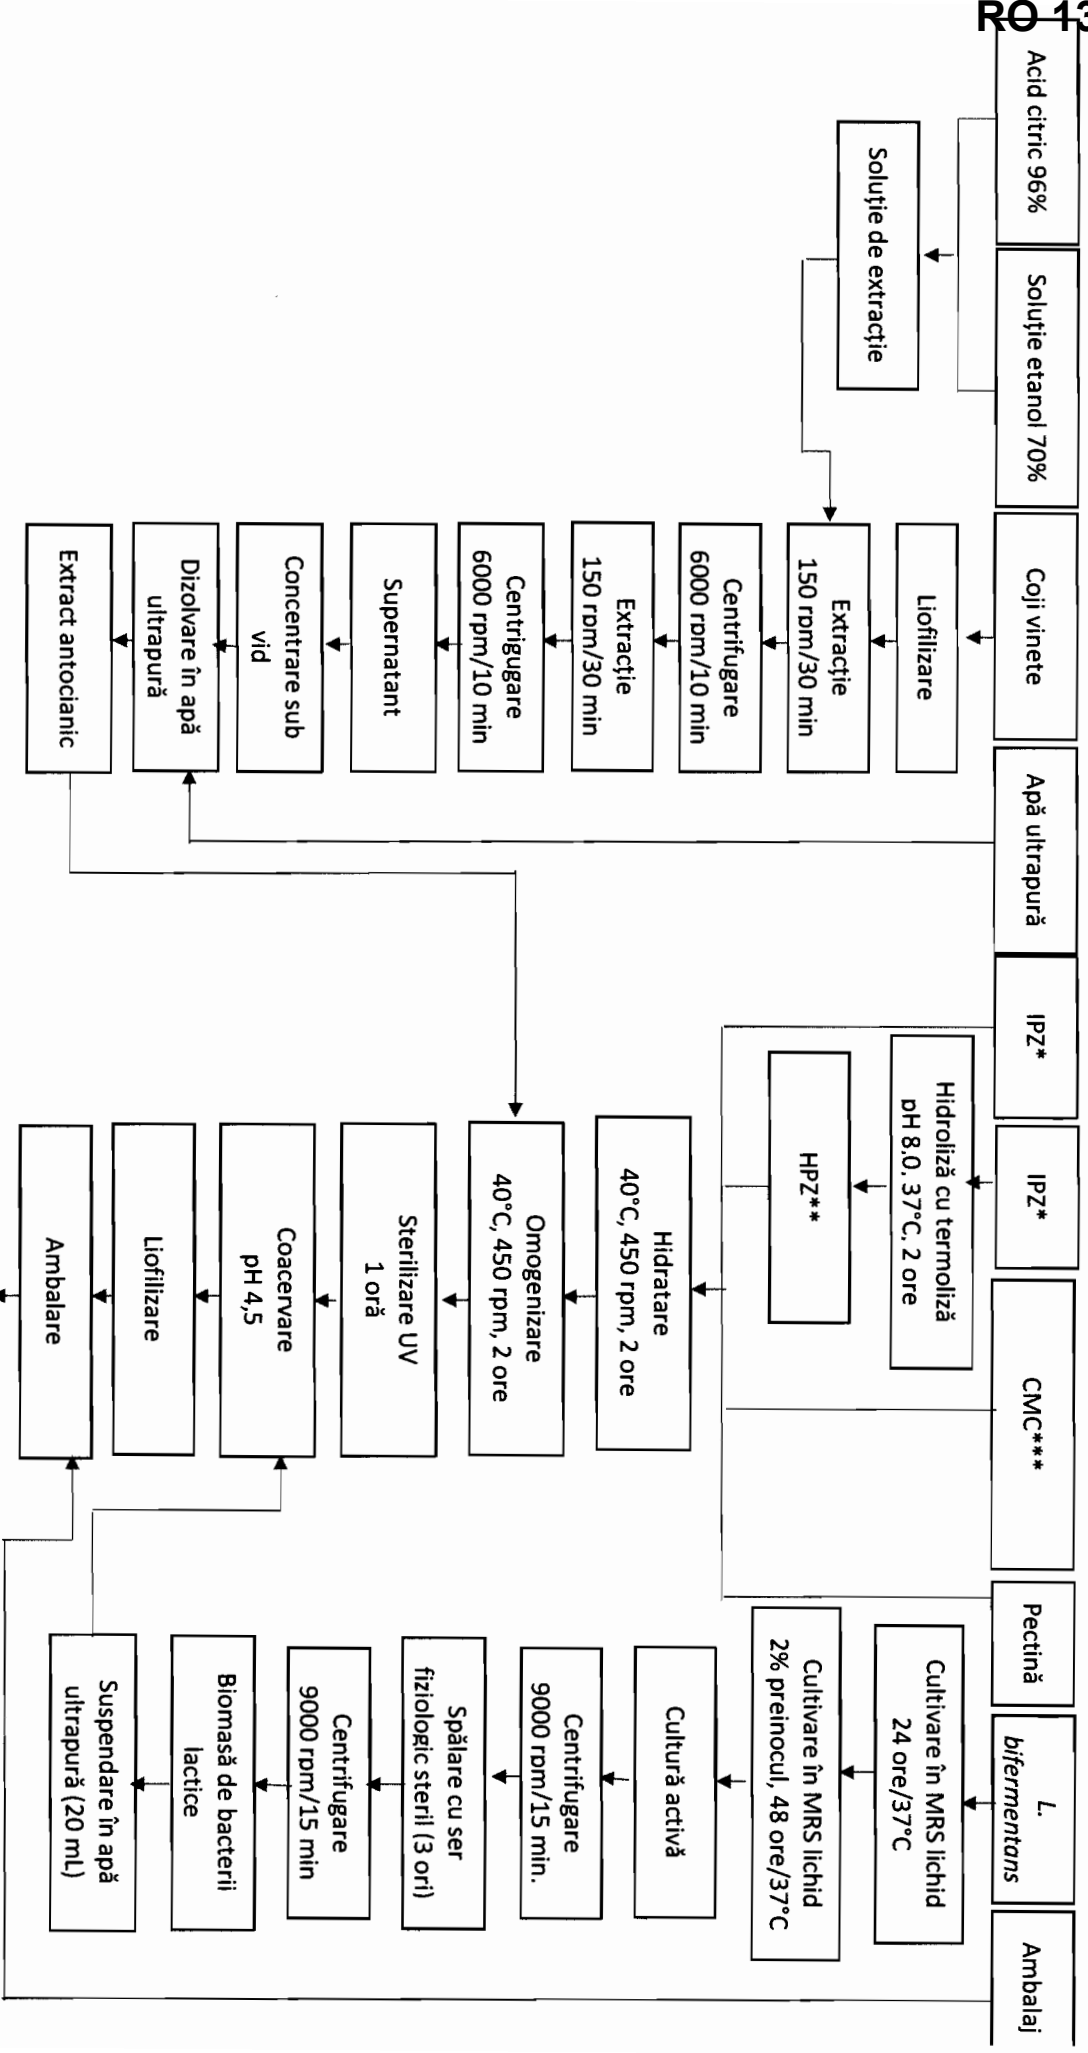 RO 13
Acid citric 96%
Soluție etanol 70%
Coji vinete
Apă ultrapură
IPZ*
IPZ*
CMC***
Pectină
L.
bifermentans
Ambalaj
Soluție de extracție
Liofilizare
Extracție
150 rpm/30 min
Centrifugare
6000 rpm/10 min
Extracție
150 rpm/30 min
Centrigugare
6000 rpm/10 min
Supernatant
Concentrare sub
vid
Dizolvare în apă
ultrapură
Extract antocianic
Hidroliză cu termoliză
pH 8,0, 37°C, 2 ore
HPZ**
Hidratare
40°C, 450 rpm, 2 ore
Omogenizare
40°C, 450 rpm, 2 ore
Sterilizare UV
1 oră
Coacervare
pH 4,5
Liofilizare
Ambalare
Cultivare în MRS lichid
24 ore/37°C
Cultivare în MRS lichid
2% preinocul, 48 ore/37°C
Cultură activă
Centrifugare
9000 rpm/15 min.
Spălare cu ser
fiziologic steril (3 ori)
Centrifugare
9000 rpm/15 min
Biomasă de bacterii
lactice
Suspendare în apă
ultrapură (20 mL)